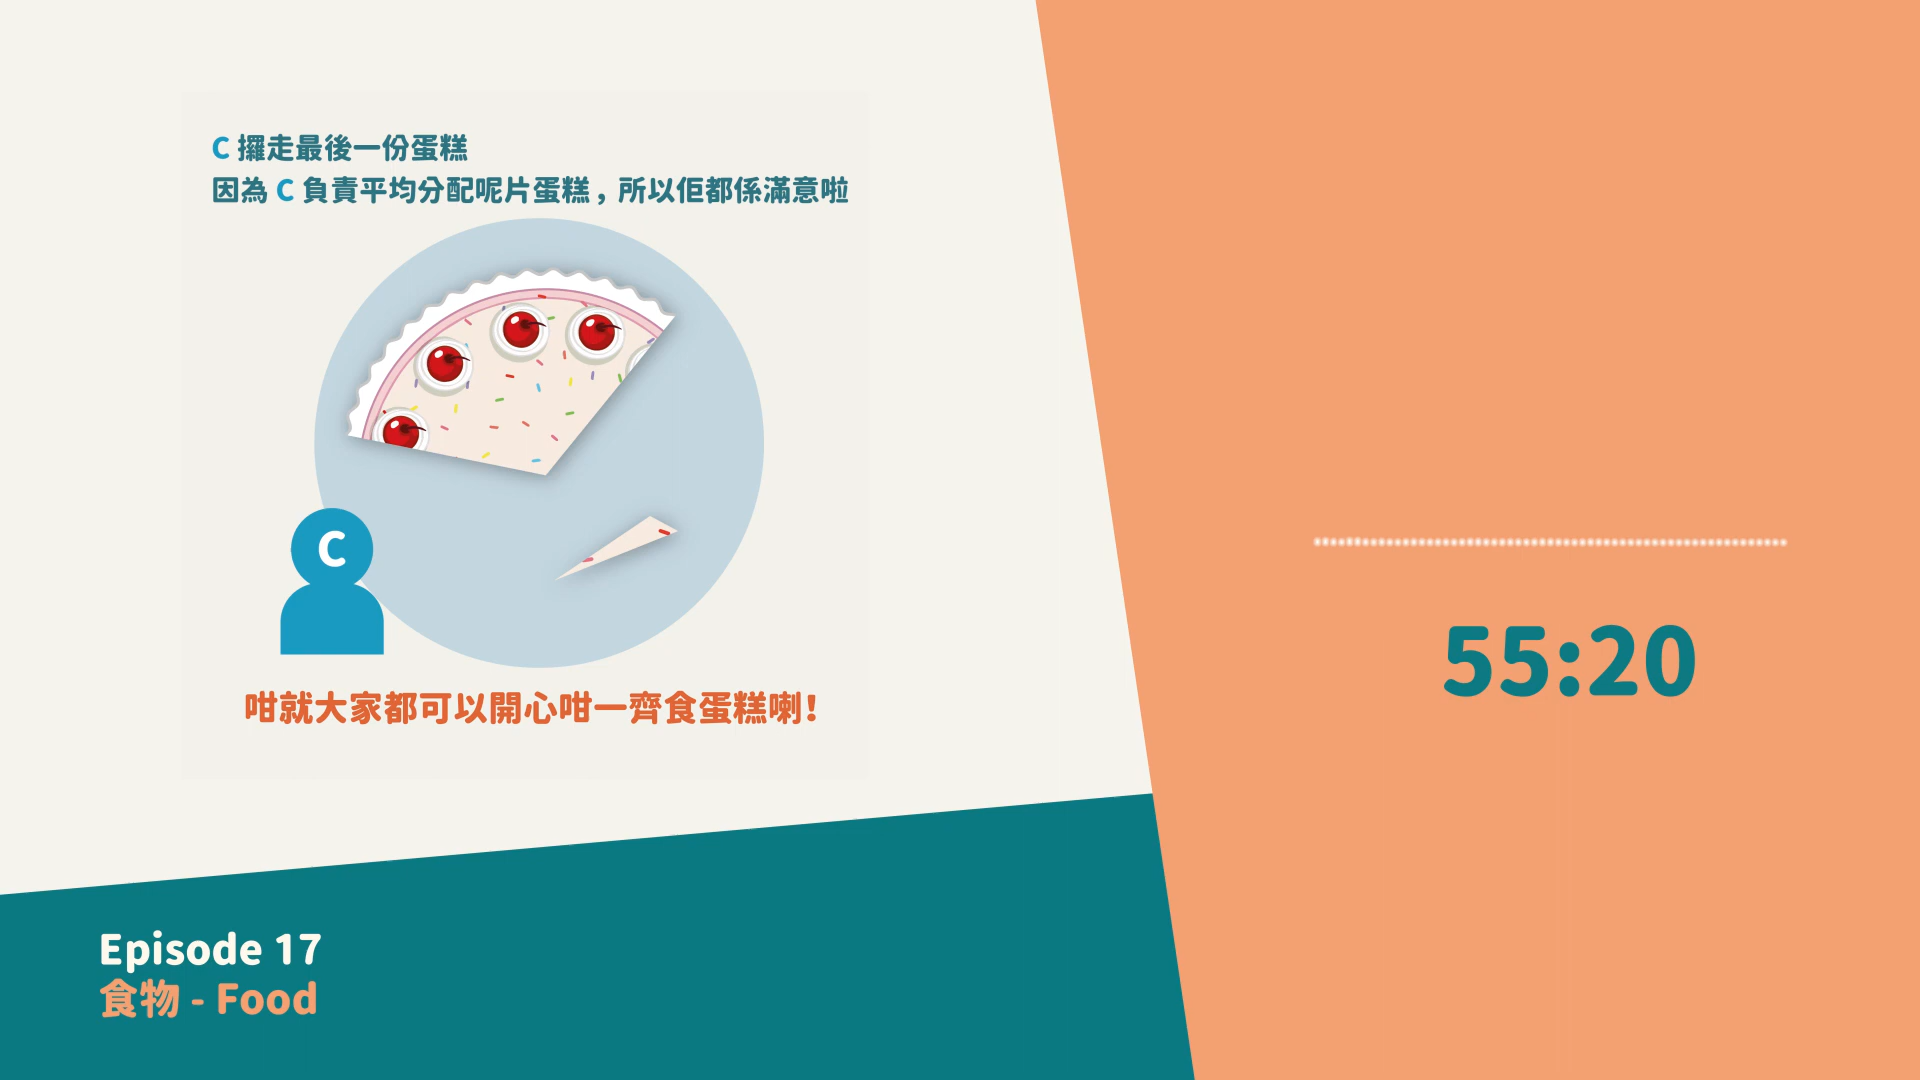 C 攞走最後一份蛋糕
因為 C 負責平均分配呢片蛋糕，所以佢都係滿意啦
C
咁就大家都可以開心咁一齊食蛋糕喇！
55:20
Episode 17
食物 - Food